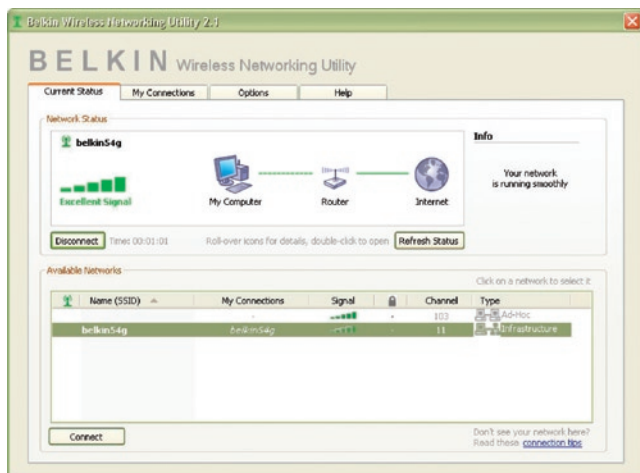 Belkin Wireless Networking Utility 2.1
BELKIN Wireless Networking Utility
Current Status My Connections Options Help
Network Status
belkin54g
Excellent Signal
My Computer Router Internet
Info
Your network
is running smoothly
Disconnect Time: 00:01:01 Roll-over icons for details, double-click to open Refresh Status
Available Networks
Click on a network to select it
Name (SSID) My Connections Signal Channel Type
- 103 Ad-Hoc
belkin54g belkin54g - 11 Infrastructure
Connect
Don't see your network here?
Read these connection tips